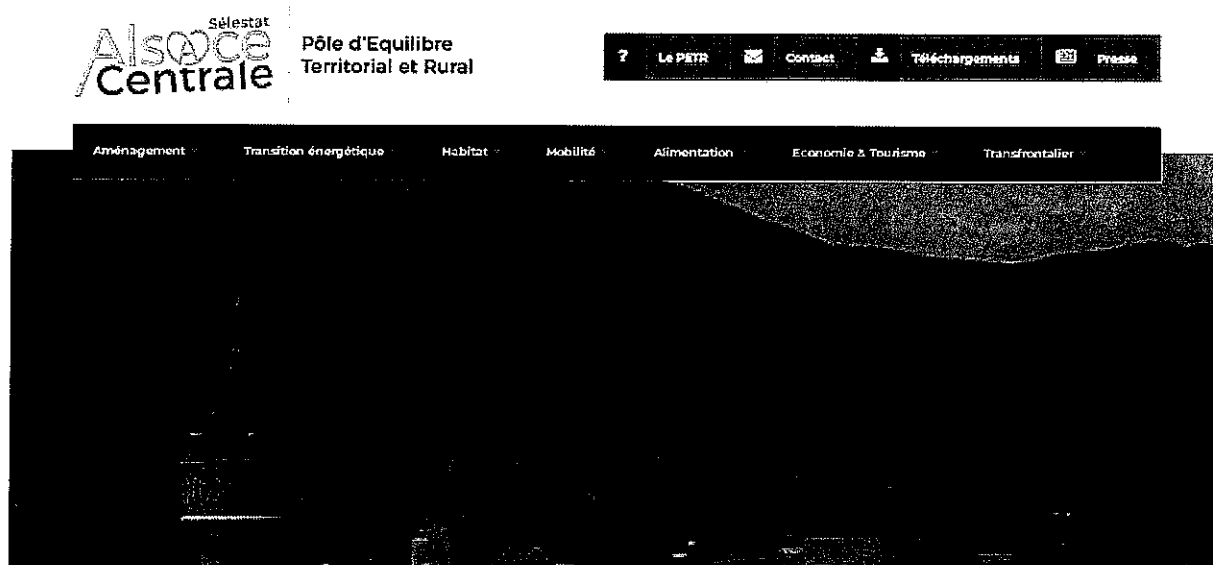 Sélestat
Alsace
Centrale
Pôle d'Equilibre
Territorial et Rural
? Le PETR Contact Téléchargements Presse
Aménagement Transition énergétique Habitat Mobilité Alimentation Economie & Tourisme Transfrontalier